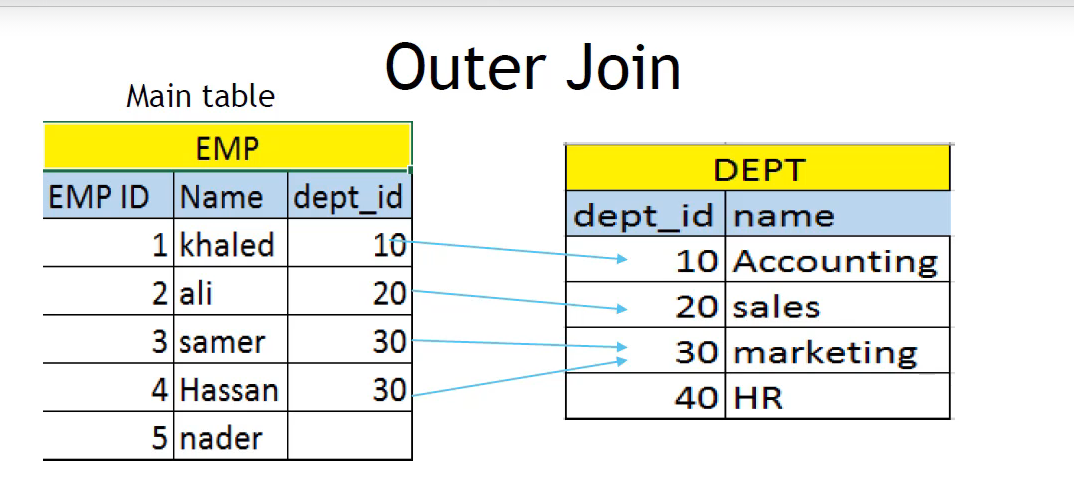 Outer Join
Main table
EMP
EMP ID Name dept_id
1 khaled 10
2 ali 20
3 samer 30
4 Hassan 30
5 nader
DEPT
dept_id name
10 Accounting
20 sales
30 marketing
40 HR